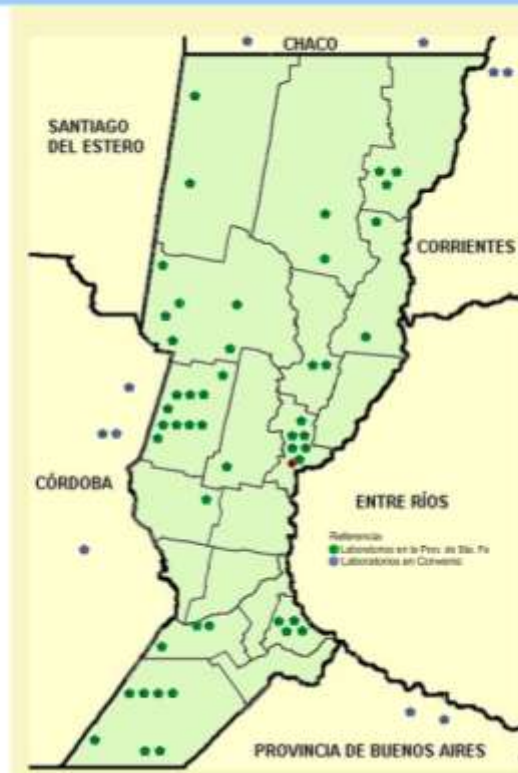 CHACO
SANTIAGO
DEL ESTERO
CORRIENTES
CÓRDOBA
ENTRE RÍOS
Referencia
Laboratorios en la Prov. de Sta. Fe
Laboratorios en Convenio
PROVINCIA DE BUENOS AIRES